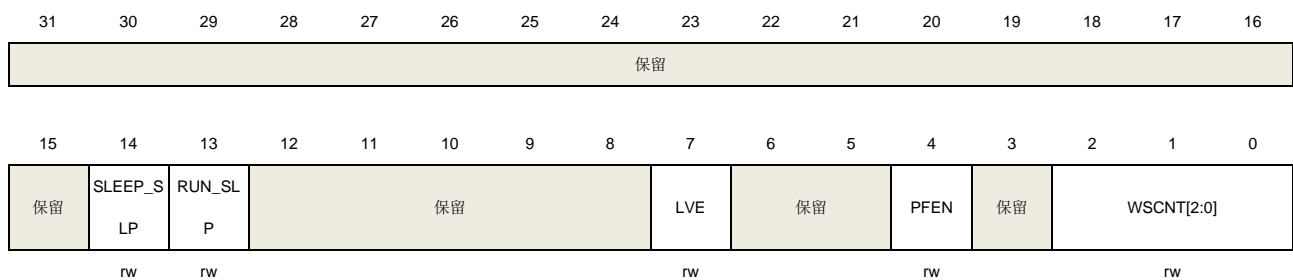 31 30 29 28 27 26 25 24 23 22 21 20 19 18 17 16
保留
15 14 13 12 11 10 9 8 7 6 5 4 3 2 1 0
保留 SLEEP_S RUN_SL 保留 LVE 保留 PFEN 保留 WSCNT[2:0]
LP P
rw rw rw rw rw